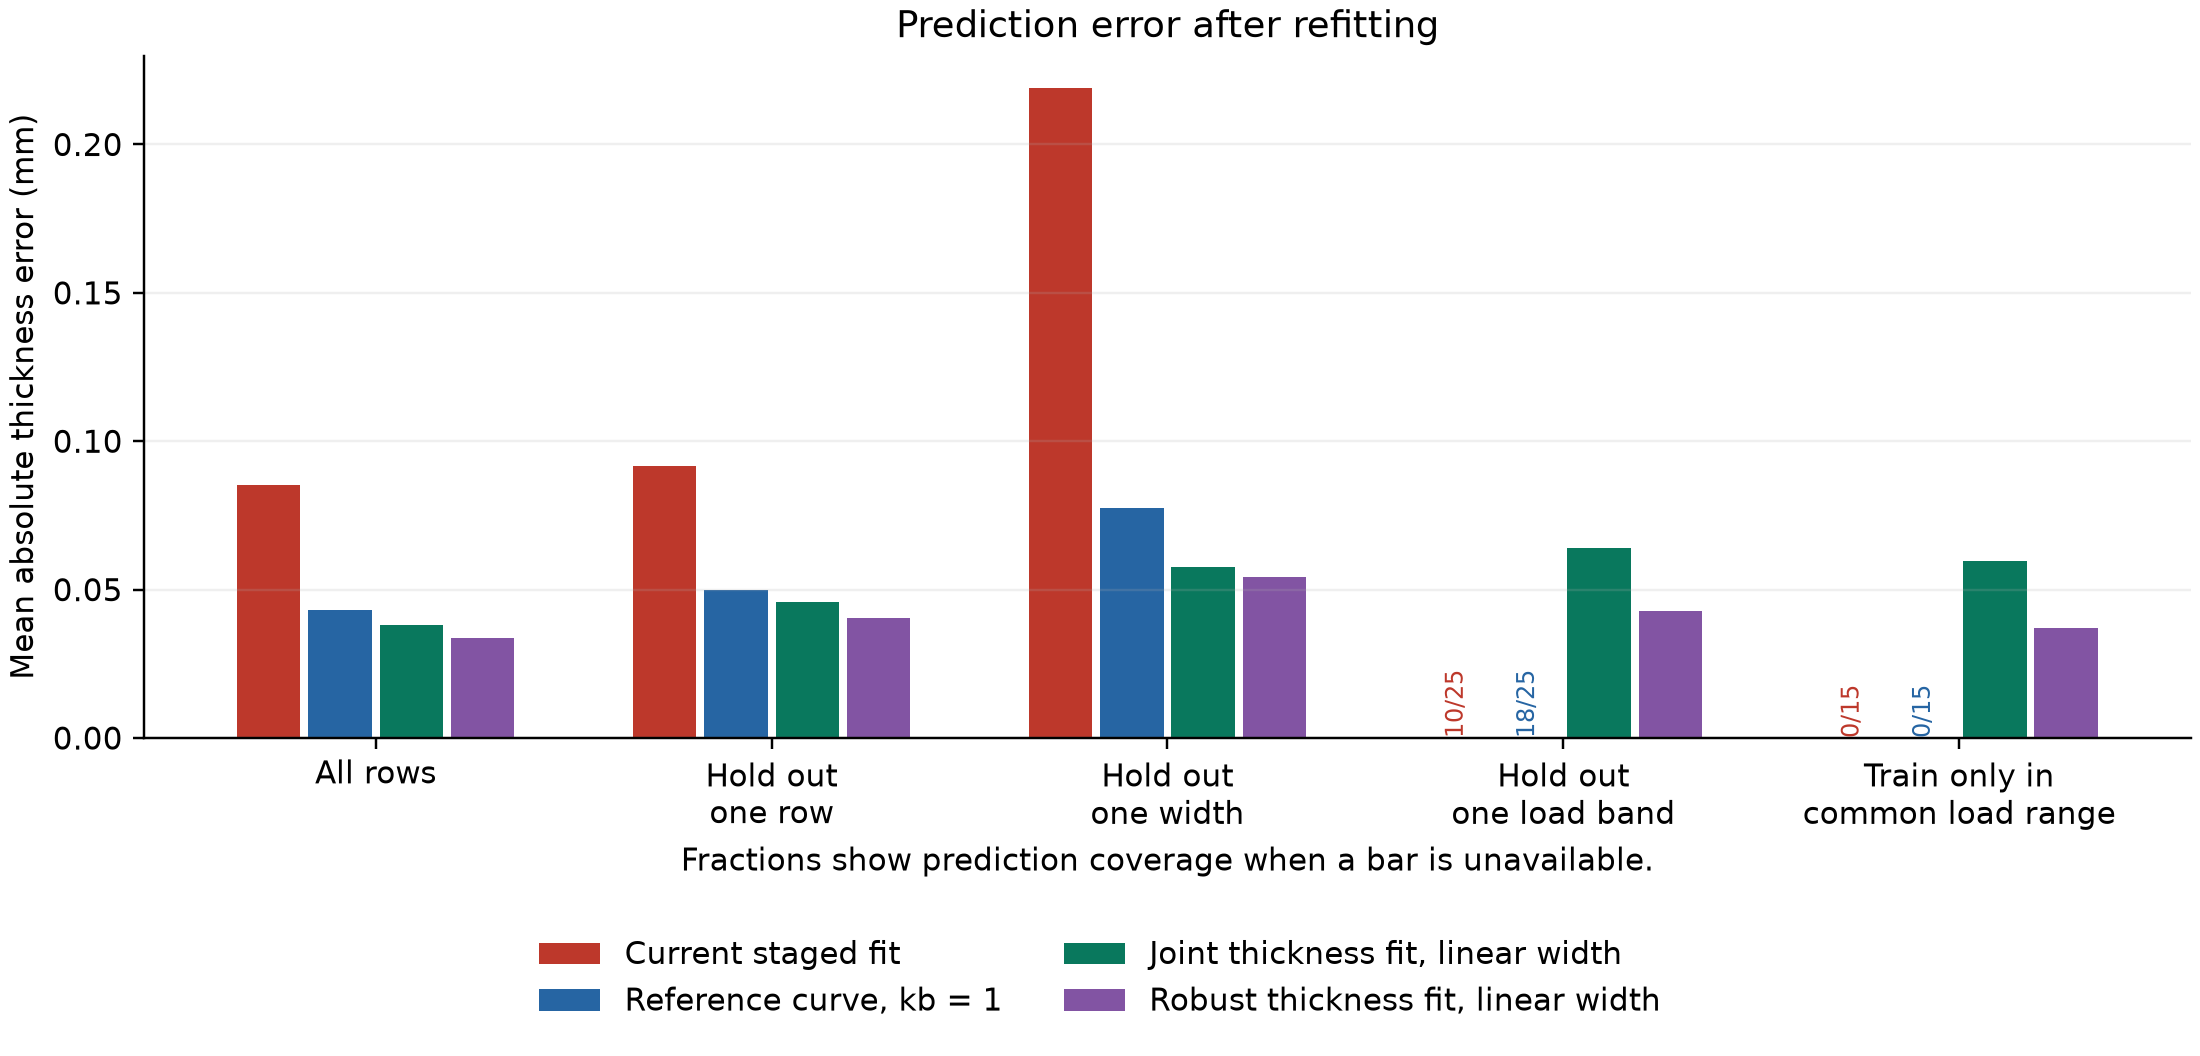 Prediction error after refitting
Mean absolute thickness error (mm)
0.20
0.15
0.10
0.05
0.00
10/25
18/25
0/15
0/15
All rows
Hold out
one row
Hold out
one width
Hold out
one load band
Train only in
common load range
Fractions show prediction coverage when a bar is unavailable.
Current staged fit
Reference curve, kb = 1
Joint thickness fit, linear width
Robust thickness fit, linear width